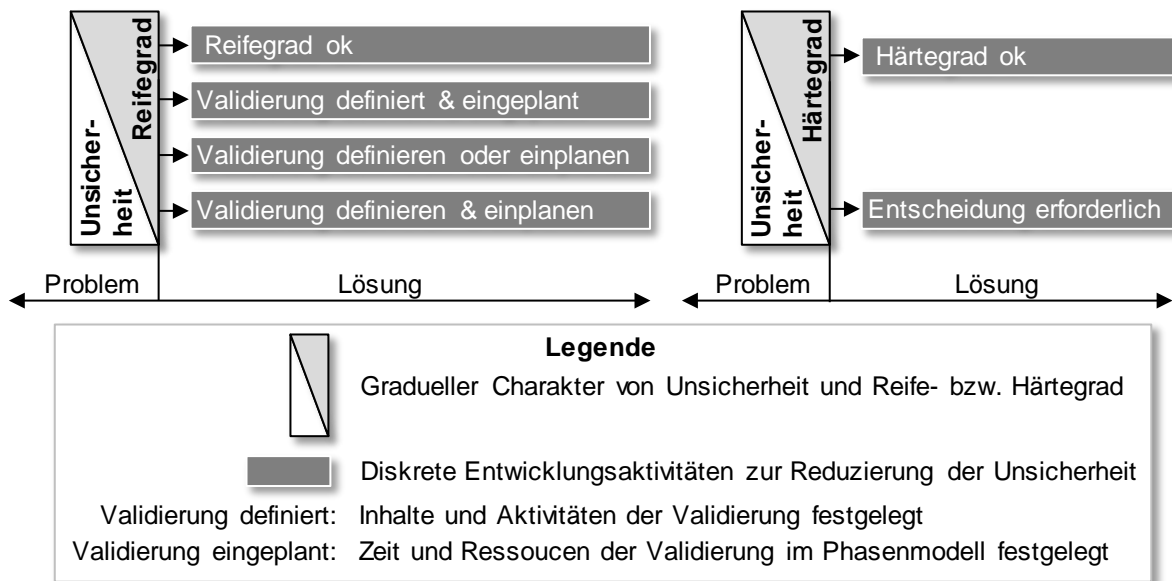 Unsicher-
heit
Reifegrad
Reifegrad ok
Validierung definiert & eingeplant
Validierung definieren oder einplanen
Validierung definieren & einplanen
Problem
Lösung
Unsicher-
heit
Härtegrad
Härtegrad ok
Entscheidung erforderlich
Problem
Lösung
Legende
Gradueller Charakter von Unsicherheit und Reife- bzw. Härtegrad
Diskrete Entwicklungsaktivitäten zur Reduzierung der Unsicherheit
Validierung definiert: Inhalte und Aktivitäten der Validierung festgelegt
Validierung eingeplant: Zeit und Ressoucen der Validierung im Phasenmodell festgelegt